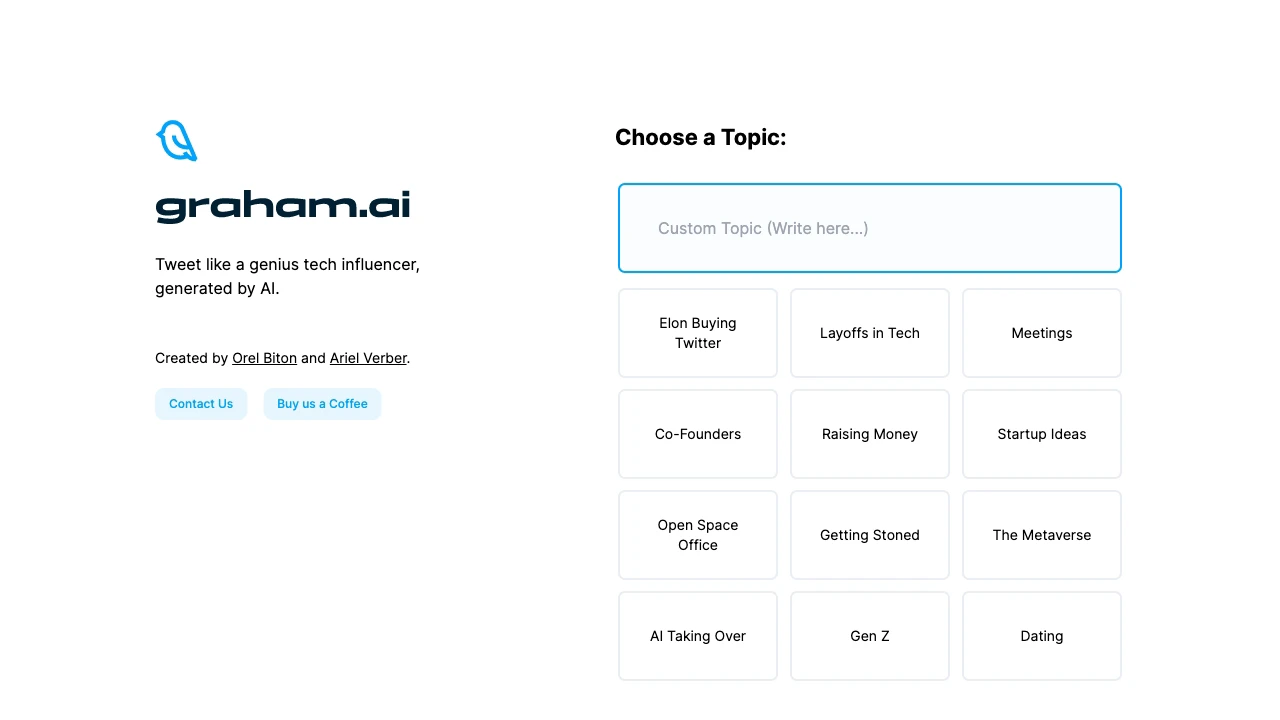 graham.ai
Tweet like a genius tech influencer,
generated by AI.
Created by Orel Biton and Ariel Verber.
Contact Us
Buy us a Coffee
Choose a Topic:
Custom Topic (Write here...)
Elon Buying
Twitter
Layoffs in Tech
Meetings
Co-Founders
Raising Money
Startup Ideas
Open Space
Office
Getting Stoned
The Metaverse
AI Taking Over
Gen Z
Dating